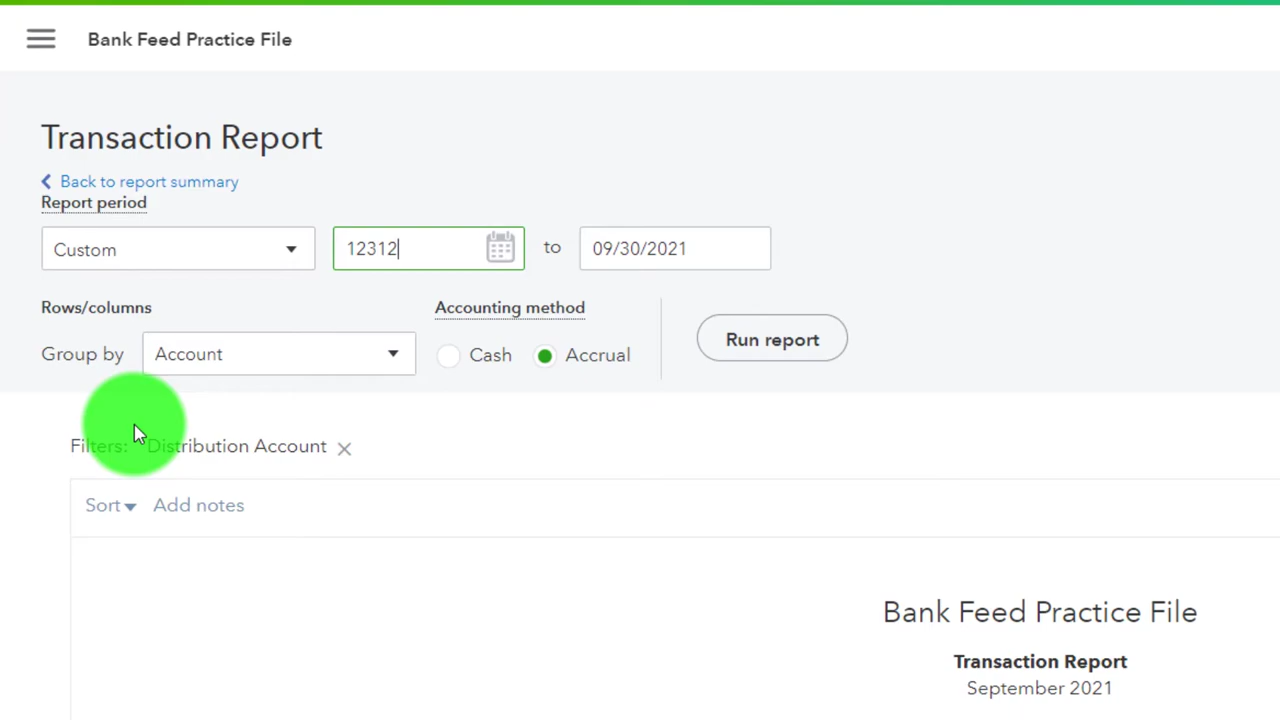 Bank Feed Practice File
Transaction Report
Back to report summary
Report period
Custom 12312 to 09/30/2021
Rows/columns Accounting method
Group by Account Cash Accrual Run report
Filters: Distribution Account
Sort Add notes
Bank Feed Practice File
Transaction Report
September 2021